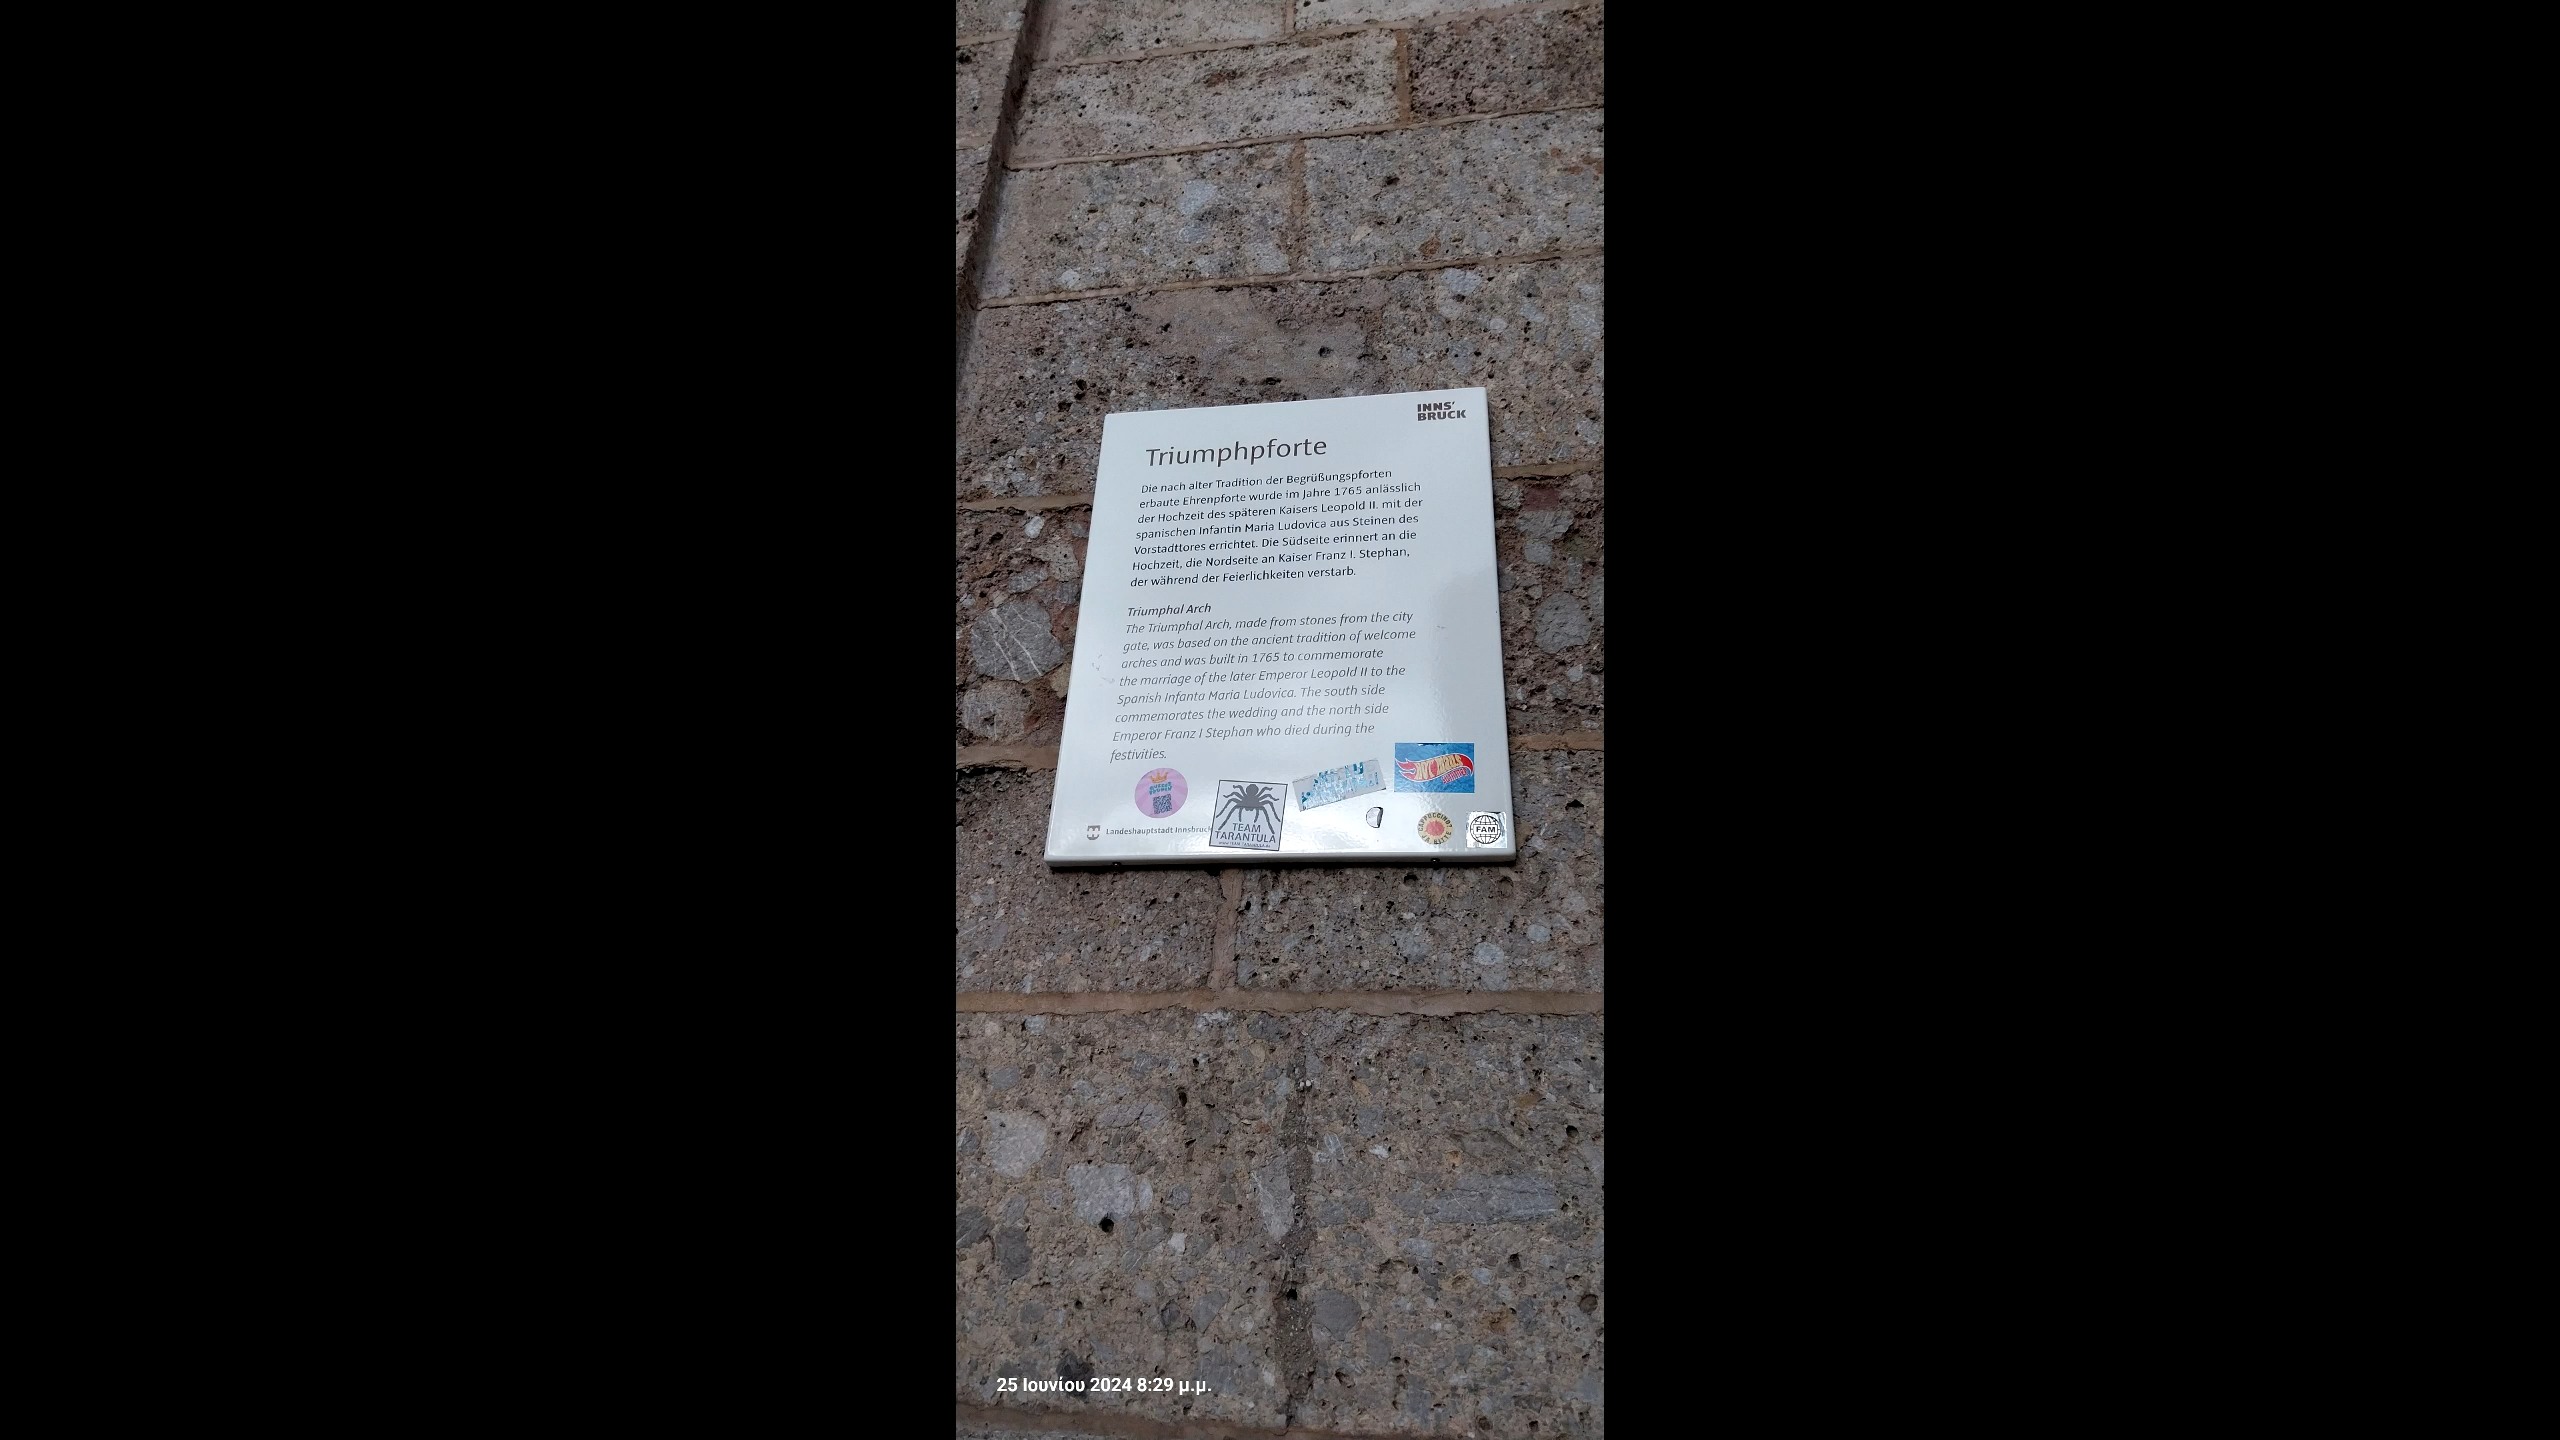 INNS'
BRUCK
Triumphpforte
Die nach alter Tradition der Begrüßungspforten
erbaute Ehrenpforte wurde im Jahre 1765 anlässlich
der Hochzeit des späteren Kaisers Leopold II. mit der
spanischen Infantin Maria Ludovica aus Steinen des
Vorstadttores errichtet. Die Südseite erinnert an die
Hochzeit, die Nordseite an Kaiser Franz I. Stephan,
der während der Feierlichkeiten verstarb.
Triumphal Arch
The Triumphal Arch, made from stones from the city
gate, was based on the ancient tradition of welcome
arches and was built in 1765 to commemorate
the marriage of the later Emperor Leopold II to the
Spanish Infanta Maria Ludovica. The south side
commemorates the wedding and the north side
Emperor Franz I Stephan who died during the
festivities.
Landeshauptstadt Innsbruck
TEAM
TARANTULA
FAM
25 Ιουνίου 2024 8:29 μ.μ.